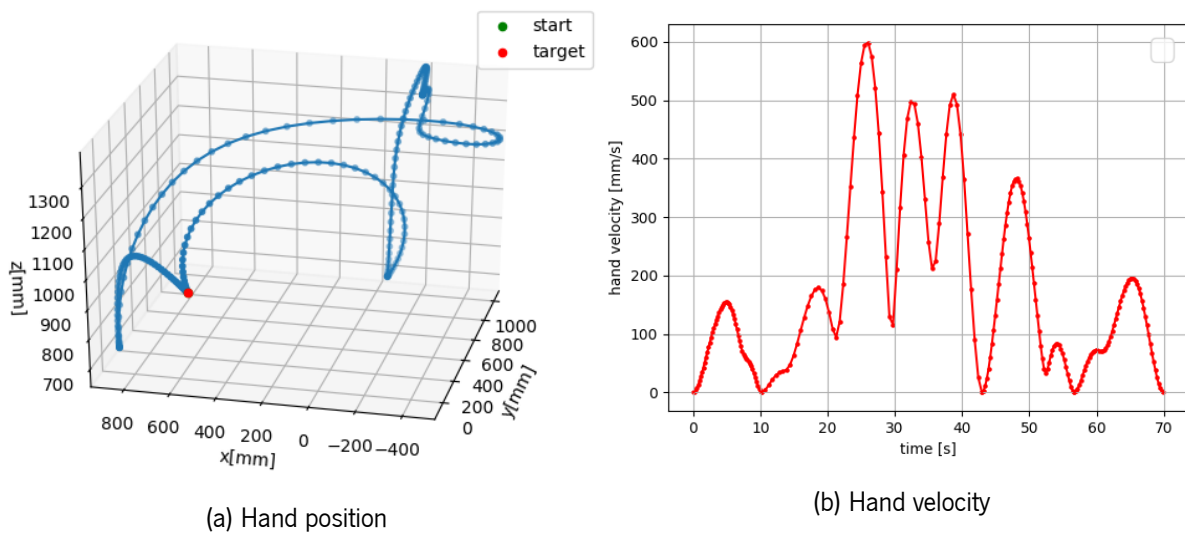 start
target
1300
1200
1100
1000
900
800
700
z[mm]
800 600 400 200 0 −200 −400
x[mm]
1000
800
600
400
200
0
y[mm]
(a) Hand position
600
500
400
300
200
100
0
hand velocity [mm/s]
0 10 20 30 40 50 60 70
time [s]
(b) Hand velocity